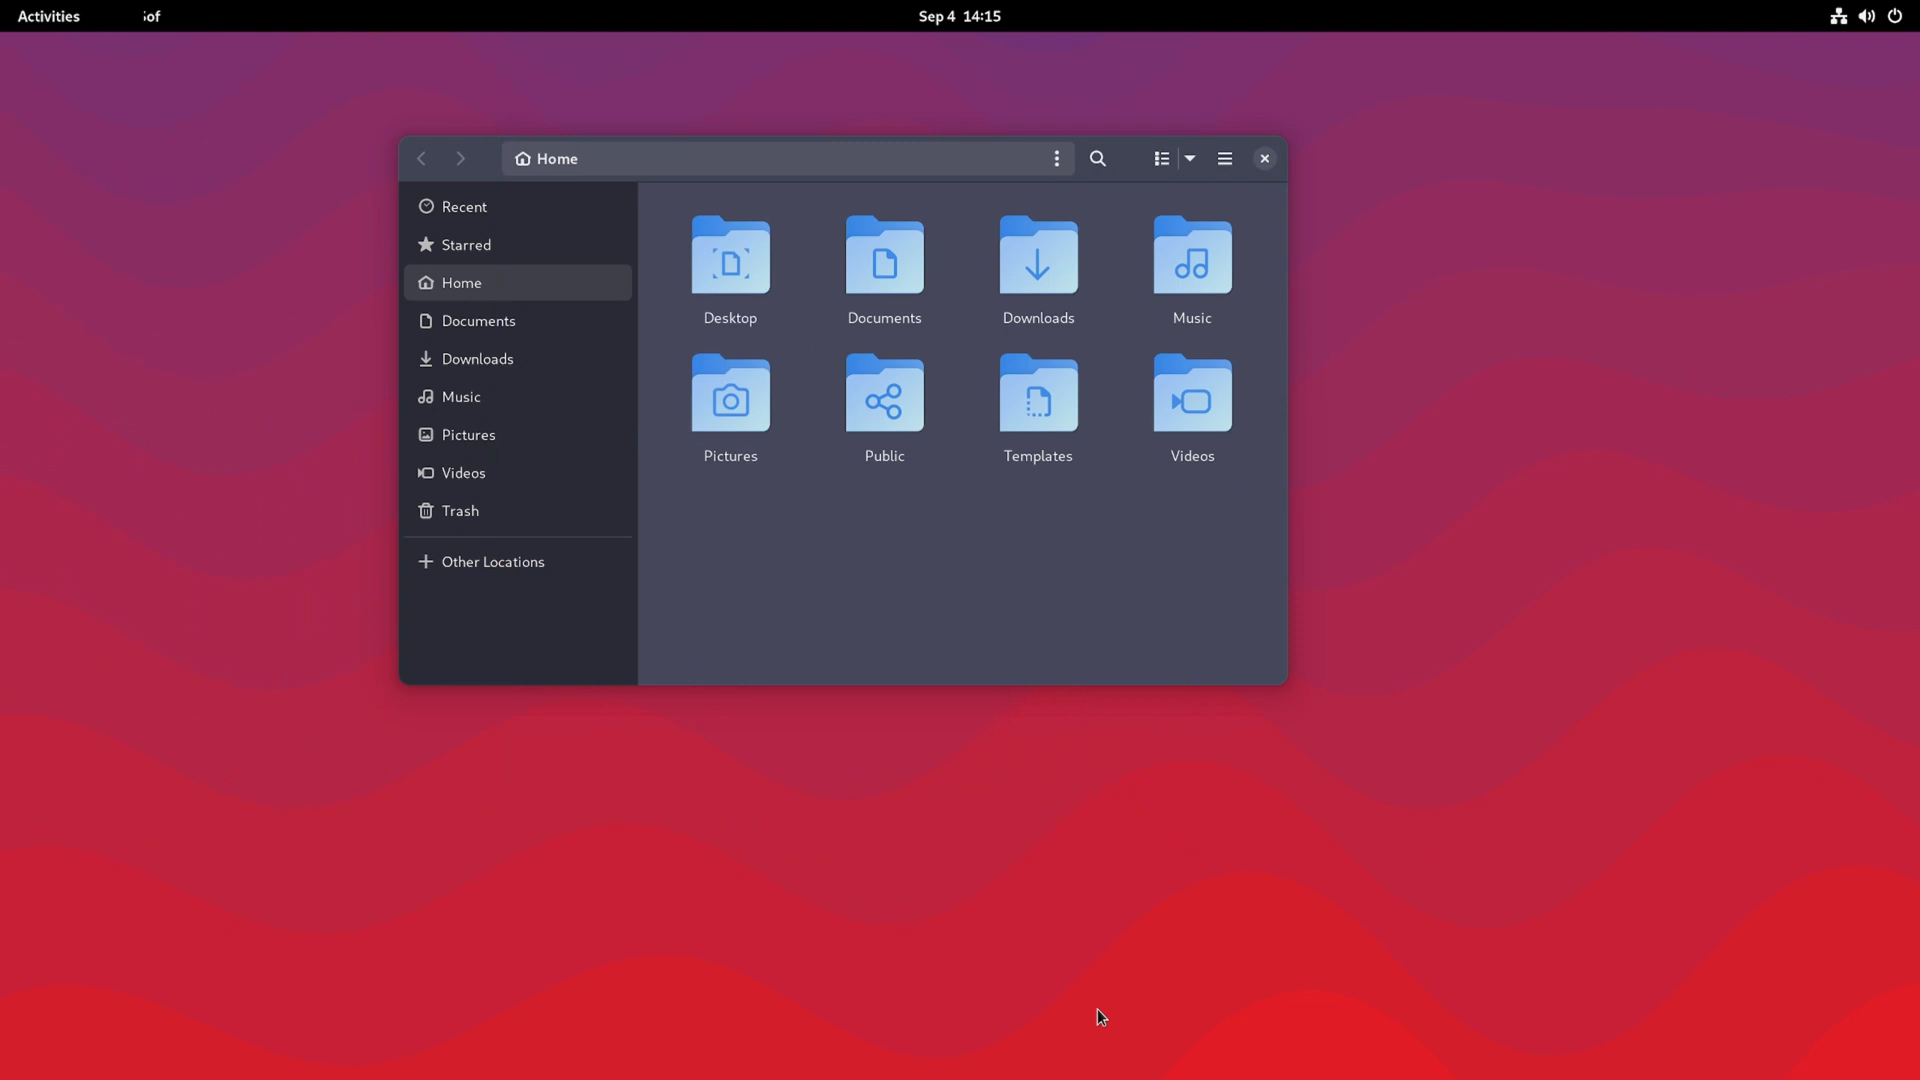 Activities
Sep 4 14:15
Home
Recent
Starred
Home
Documents
Downloads
Music
Pictures
Videos
Trash
Other Locations
Desktop
Documents
Downloads
Music
Pictures
Public
Templates
Videos